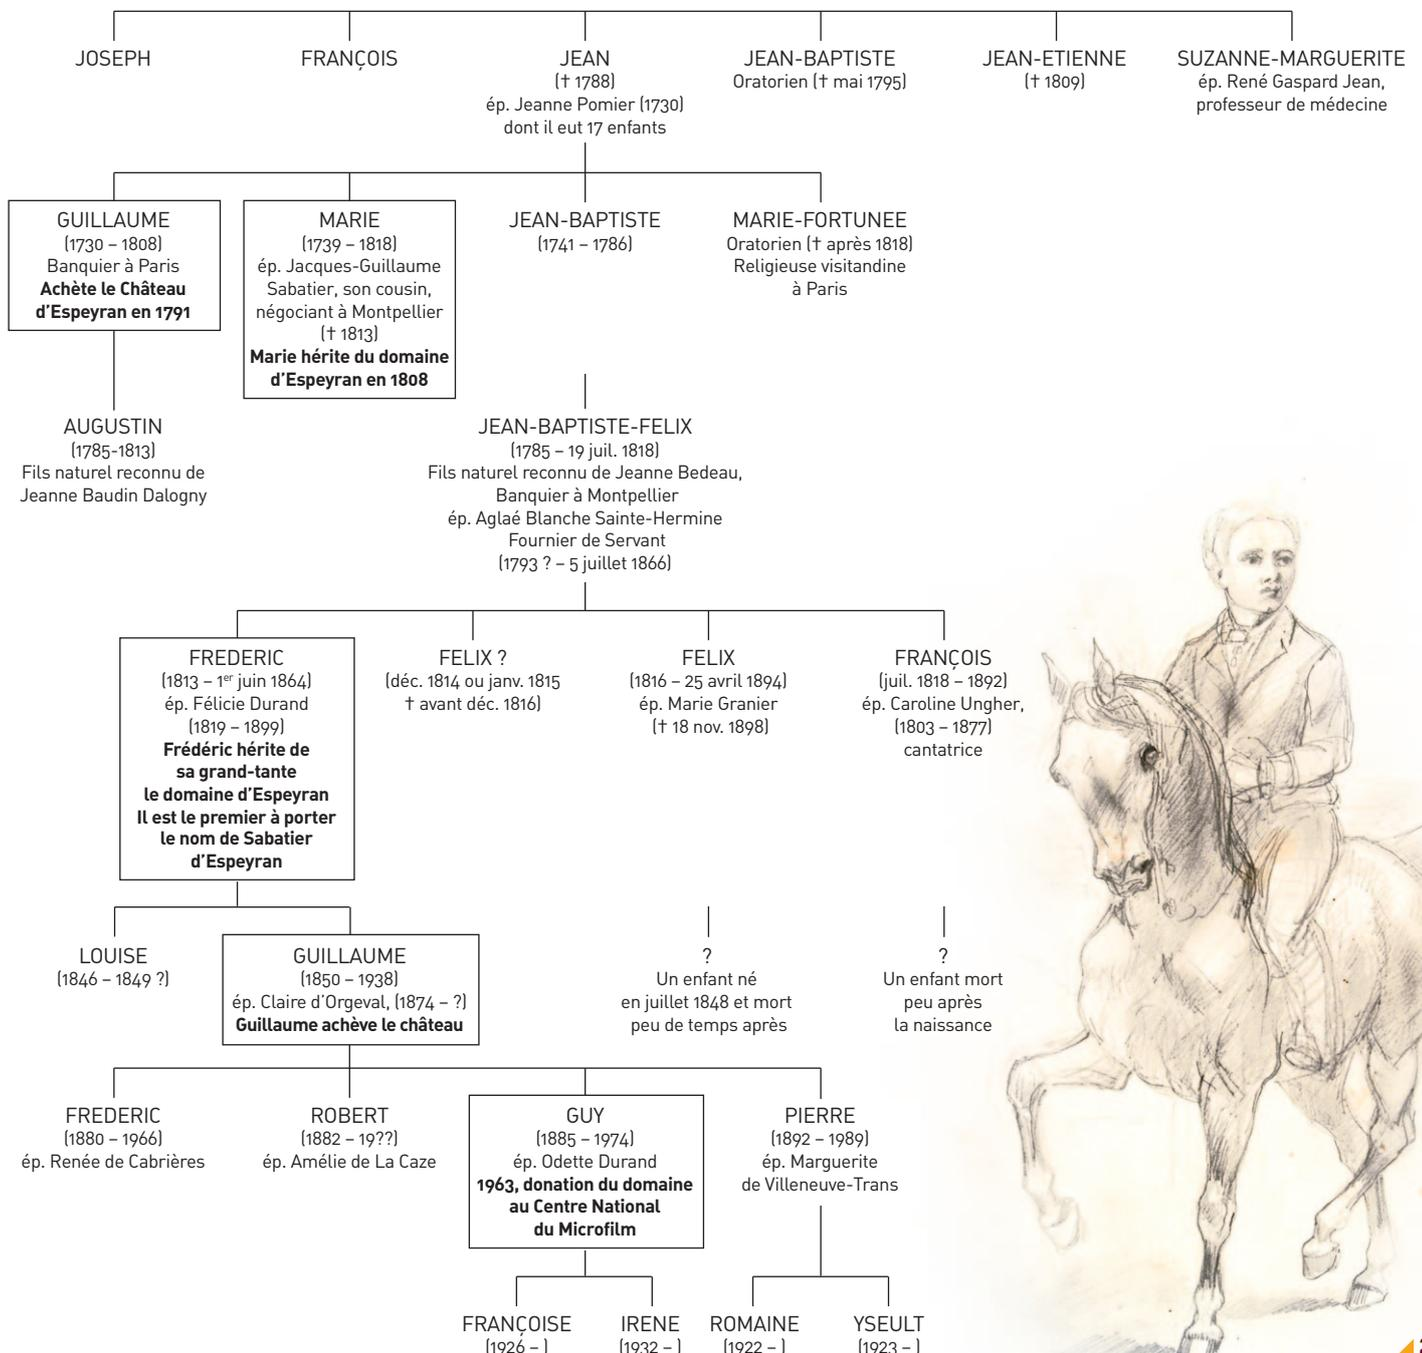 JOSEPH
FRANÇOIS
JEAN
(† 1788)
ép. Jeanne Pomier (1730)
dont il eut 17 enfants
JEAN-BAPTISTE
Oratorien († mai 1795)
JEAN-ETIENNE
(† 1809)
SUZANNE-MARGUERITE
ép. René Gaspard Jean,
professeur de médecine
GUILLAUME
(1730 – 1808)
Banquier à Paris
Achète le Château
d'Espeyran en 1791
MARIE
(1739 – 1818)
ép. Jacques-Guillaume
Sabatier, son cousin,
négociant à Montpellier
(† 1813)
Marie hérite du domaine
d'Espeyran en 1808
JEAN-BAPTISTE
(1741 – 1786)
MARIE-FORTUNEE
Oratorien († après 1818)
Religieuse visitandine
à Paris
AUGUSTIN
(1785-1813)
Fils naturel reconnu de
Jeanne Baudin Dalogny
JEAN-BAPTISTE-FELIX
(1785 – 19 juil. 1818)
Fils naturel reconnu de Jeanne Bedeau,
Banquier à Montpellier
ép. Aglaé Blanche Sainte-Hermine
Fournier de Servant
(1793 ? – 5 juillet 1866)
FREDERIC
(1813 – 1er juin 1864)
ép. Félicie Durand
(1819 – 1899)
Frédéric hérite de
sa grand-tante
le domaine d'Espeyran
Il est le premier à porter
le nom de Sabatier
d'Espeyran
FELIX ?
(déc. 1814 ou janv. 1815
† avant déc. 1816)
FELIX
(1816 – 25 avril 1894)
ép. Marie Granier
(† 18 nov. 1898)
FRANÇOIS
(juil. 1818 – 1892)
ép. Caroline Ungher,
(1803 – 1877)
cantatrice
LOUISE
(1846 – 1849 ?)
GUILLAUME
(1850 – 1938)
ép. Claire d'Orgeval, (1874 – ?)
Guillaume achève le château
?
Un enfant né
en juillet 1848 et mort
peu de temps après
?
Un enfant mort
peu après
la naissance
FREDERIC
(1880 – 1966)
ép. Renée de Cabrières
ROBERT
(1882 – 19??)
ép. Amélie de La Caze
GUY
(1885 – 1974)
ép. Odette Durand
1963, donation du domaine
au Centre National
du Microfilm
PIERRE
(1892 – 1989)
ép. Marguerite
de Villeneuve-Trans
FRANÇOISE
(1926 – )
IRENE
(1932 – )
ROMAINE
(1922 – )
YSEULT
(1923 – )